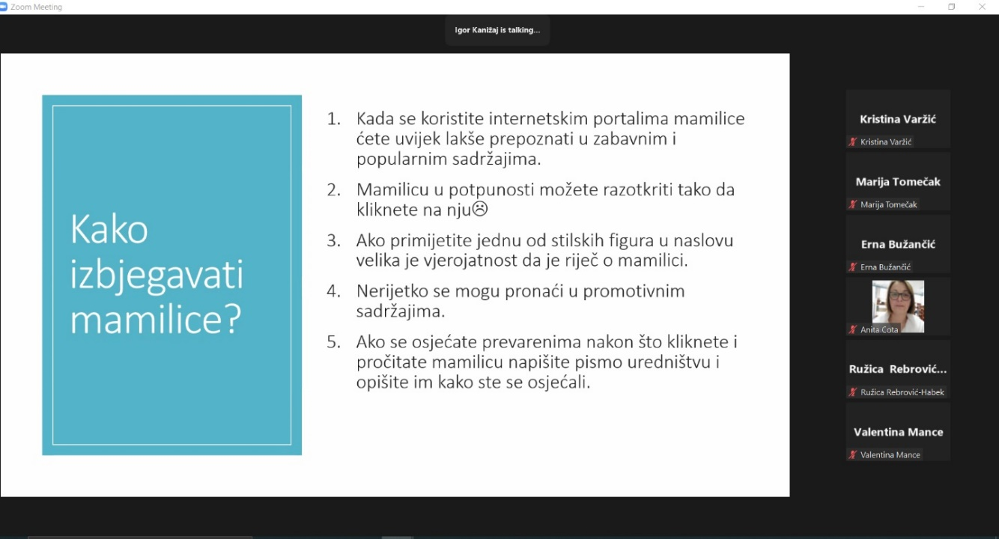 Zoom Meeting
Igor Kanižaj is talking...
Kako
izbjegavati
mamilice?
1. Kada se koristite internetskim portalima mamilice
ćete uvijek lakše prepoznati u zabavnim i
popularnim sadržajima.
2. Mamilicu u potpunosti možete razotkriti tako da
kliknete na nju☹
3. Ako primijetite jednu od stilskih figura u naslovu
velika je vjerojatnost da je riječ o mamilici.
4. Nerijetko se mogu pronaći u promotivnim
sadržajima.
5. Ako se osjećate prevarenima nakon što kliknete i
pročitate mamilicu napišite pismo uredništvu i
opišite im kako ste se osjećali.
Kristina Varžić
Kristina Varžić
Marija Tomečak
Marija Tomečak
Erna Bužančić
Erna Bužančić
Anita Cota
Ružica Rebrović...
Ružica Rebrović-Habek
Valentina Mance
Valentina Mance